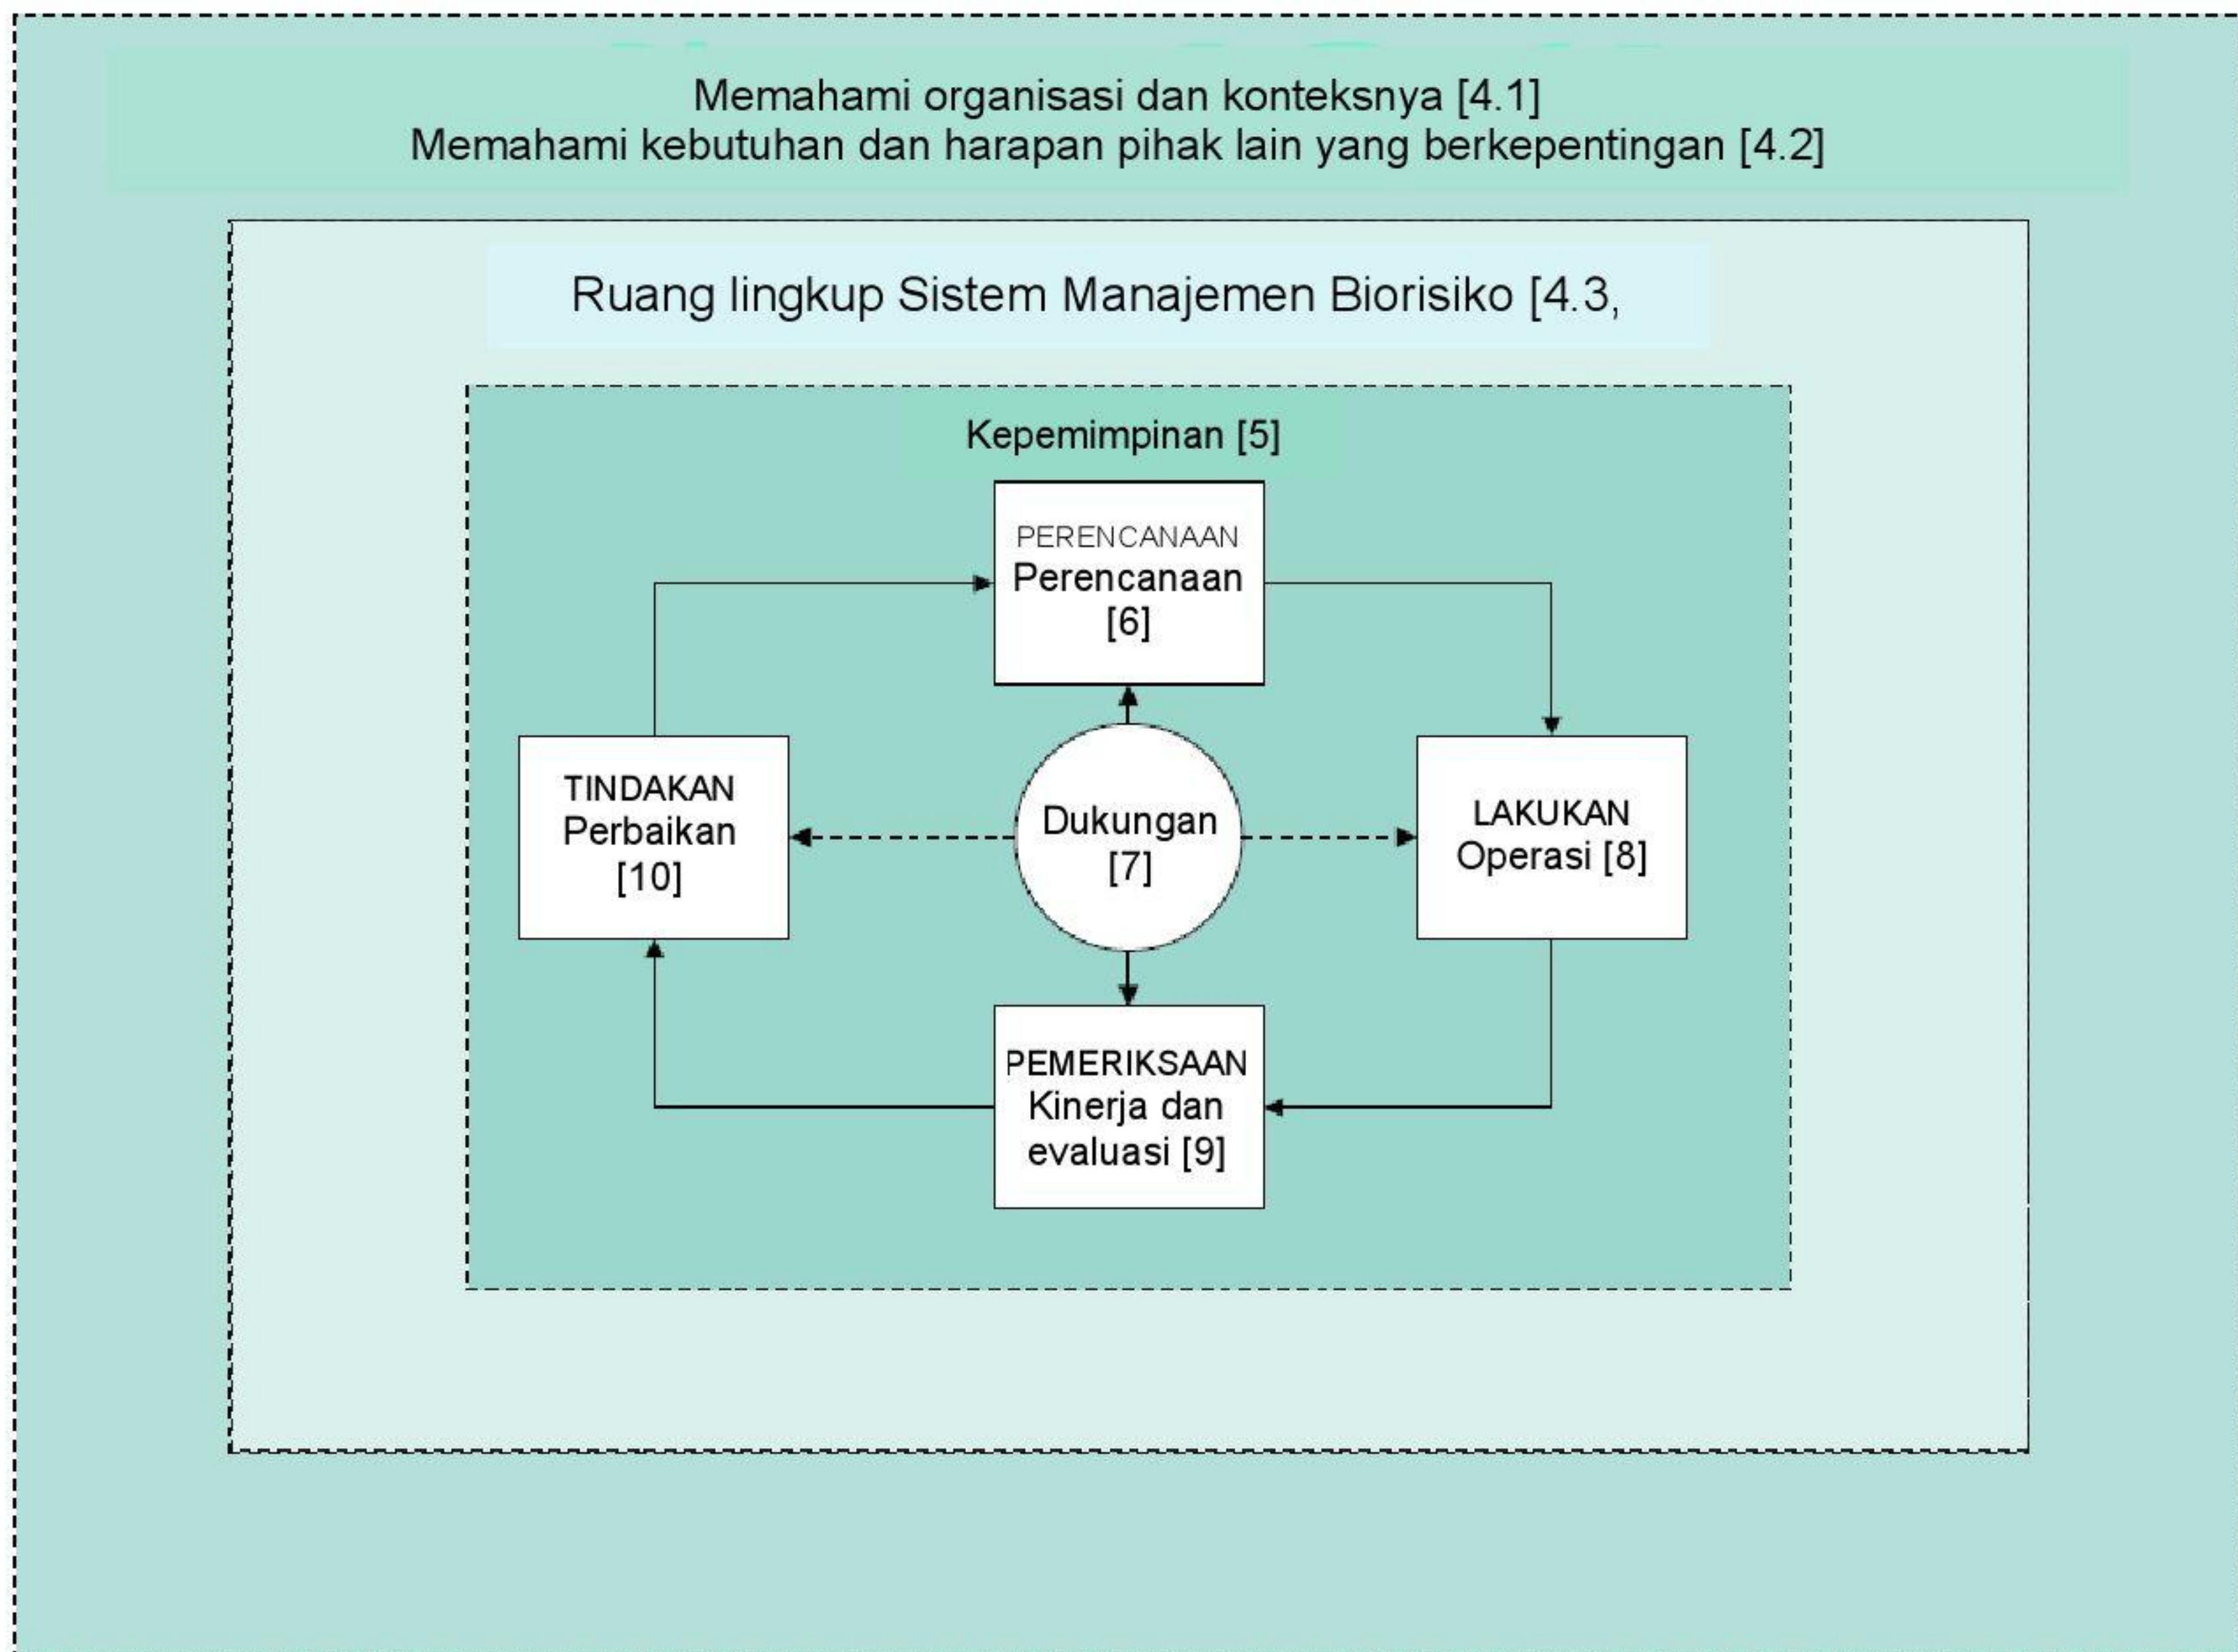 Memahami organisasi dan konteksnya [4.1]
Memahami kebutuhan dan harapan pihak lain yang berkepentingan [4.2]
Ruang lingkup Sistem Manajemen Biorisiko [4.3,
Kepemimpinan [5]
PERENCANAAN
Perencanaan
[6]
TINDAKAN
Perbaikan
[10]
Dukungan
[7]
LAKUKAN
Operasi [8]
PEMERIKSAAN
Kinerja dan
evaluasi [9]